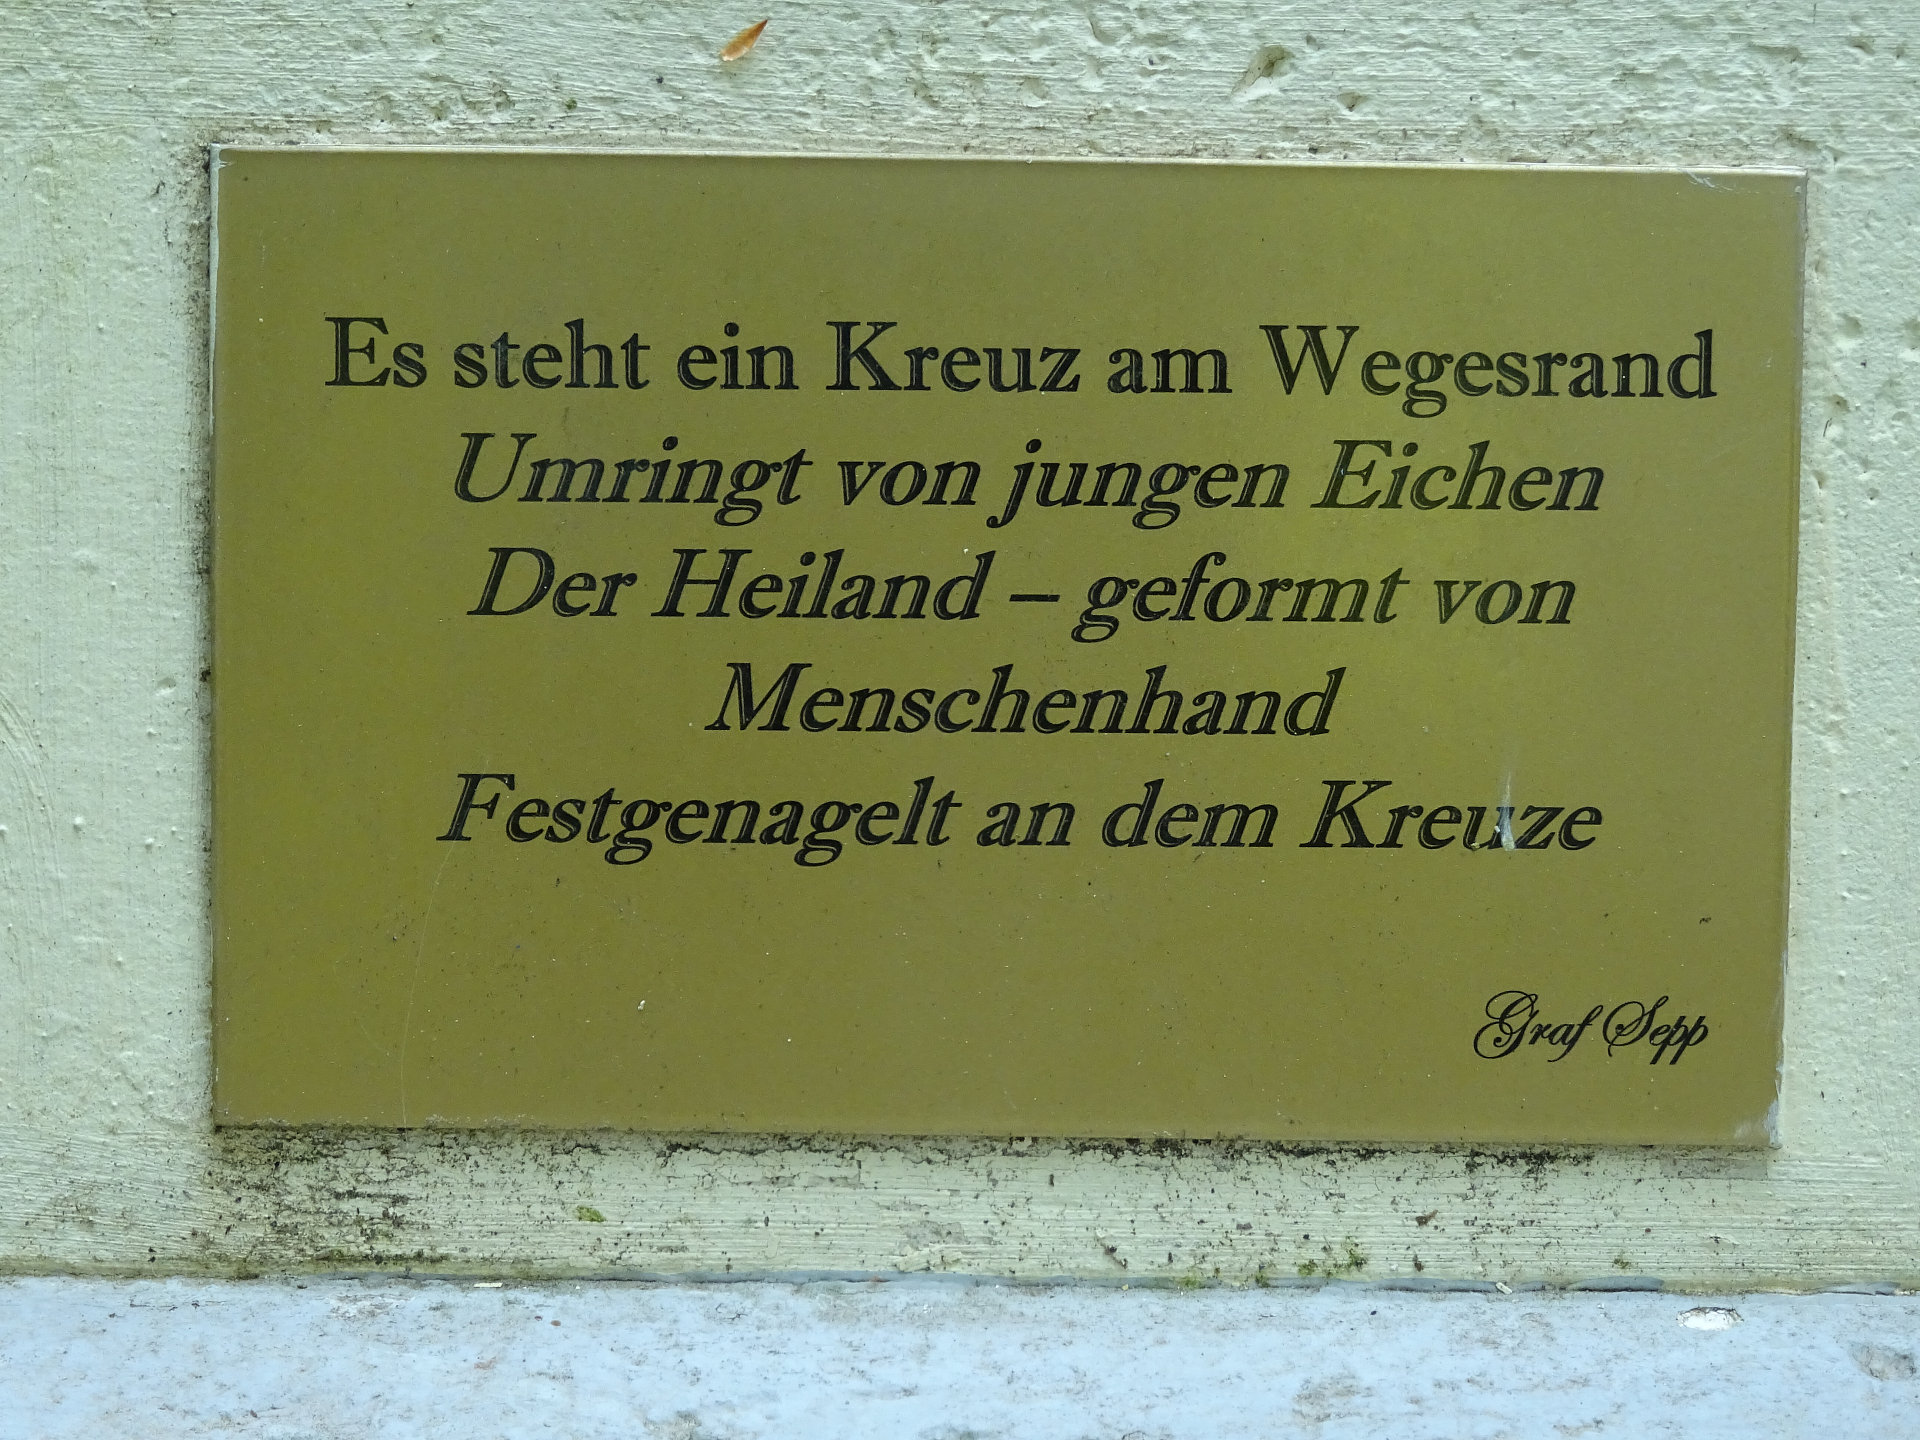 Es steht ein Kreuz am Wegesrand
Umringt von jungen Eichen
Der Heiland – geformt von
Menschenhand
Festgenagelt an dem Kreuze
Graf Sepp